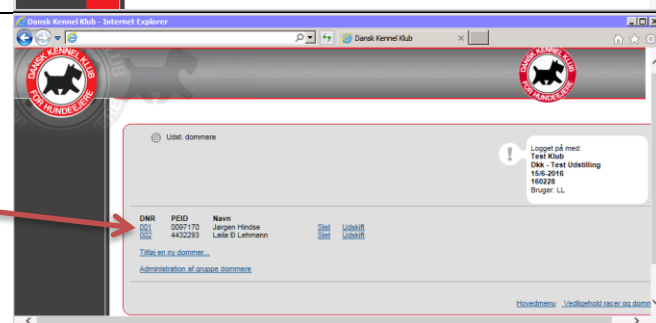 Dansk Kennel Klub - Internet Explorer
Dansk Kennel Klub
DANSK KENNEL KLUB
FOR HUNDEEJERE
DANSK KENNEL KLUB
FOR HUNDEEJERE
Udst. dommere
Logget på med:
Test Klub
Dkk - Test Udstilling
15/6-2016
160228
Bruger: LL
DNR PEID Navn
001 0097170 Jørgen Hindse Slet Udskift
002 4432293 Laila Đ Lehmann Slet Udskift
Tilføj en ny dommer...
Administration af gruppe dommere
Hovedmenu Vedligehold racer og domm